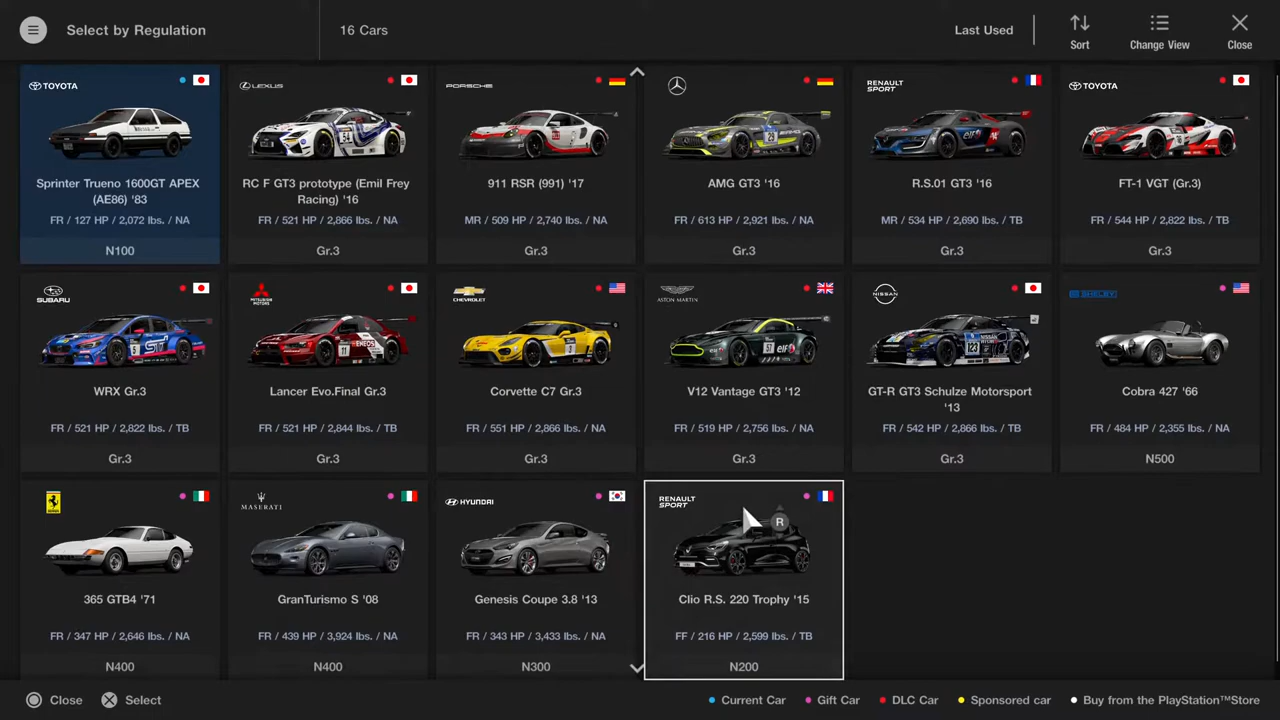 Select by Regulation
16 Cars
Last Used
Sort
Change View
Close
TOYOTA
Sprinter Trueno 1600GT APEX
(AE86) '83
FR / 127 HP / 2,072 lbs. / NA
N100
LEXUS
RC F GT3 prototype (Emil Frey
Racing) '16
FR / 521 HP / 2,866 lbs. / NA
Gr.3
PORSCHE
911 RSR (991) '17
MR / 509 HP / 2,740 lbs. / NA
Gr.3
AMG GT3 '16
FR / 613 HP / 2,921 lbs. / NA
Gr.3
RENAULT
SPORT
R.S.01 GT3 '16
MR / 534 HP / 2,690 lbs. / TB
Gr.3
TOYOTA
FT-1 VGT (Gr.3)
FR / 544 HP / 2,822 lbs. / TB
Gr.3
SUBARU
WRX Gr.3
FR / 521 HP / 2,822 lbs. / TB
Gr.3
MITSUBISHI
MOTORS
Lancer Evo.Final Gr.3
FR / 521 HP / 2,844 lbs. / TB
Gr.3
CHEVROLET
Corvette C7 Gr.3
FR / 551 HP / 2,866 lbs. / NA
Gr.3
ASTON MARTIN
V12 Vantage GT3 '12
FR / 519 HP / 2,756 lbs. / NA
Gr.3
NISSAN
123
GT-R GT3 Schulze Motorsport
'13
FR / 542 HP / 2,866 lbs. / TB
Gr.3
SHELBY
Cobra 427 '66
FR / 484 HP / 2,355 lbs. / NA
N500
365 GTB4 '71
FR / 347 HP / 2,646 lbs. / NA
N400
MASERATI
GranTurismo S '08
FR / 439 HP / 3,924 lbs. / NA
N400
HYUNDAI
Genesis Coupe 3.8 '13
FR / 343 HP / 3,433 lbs. / NA
N300
RENAULT
SPORT
R
Clio R.S. 220 Trophy '15
FF / 216 HP / 2,599 lbs. / TB
N200
Close
Select
Current Car
Gift Car
DLC Car
Sponsored car
Buy from the PlayStation™Store